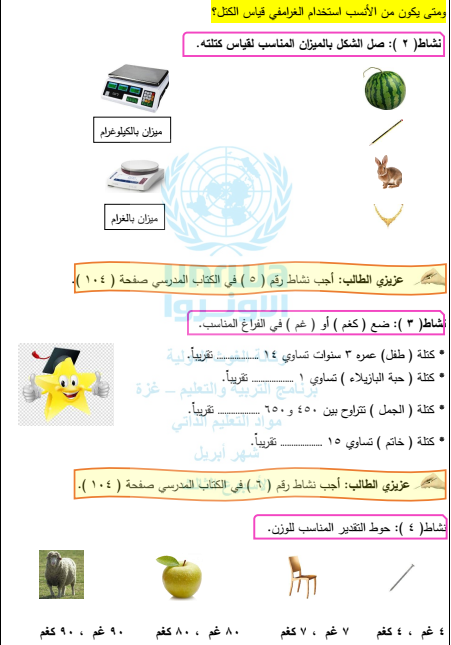 ومتى يكون من الأنسب استخدام الغرامفي قياس الكتل؟
نشاط( ٢ ): صل الشكل بالميزان المناسب لقياس كتلته.
ميزان بالكيلوغرام
ميزان بالغرام
unrwa
الأونروا
عزيزي الطالب: أجب نشاط رقم ( ٥ ) في الكتاب المدرسي صفحة ( ١٠٤ ).
نشاط( ٣ ): ضع ( كغم ) أو ( غم ) في الفراغ المناسب.
* كتلة ( طفل) عمره ٣ سنوات تساوي ١٤ .................. تقريباً.
* كتلة ( حبة البازيلاء ) تساوي ١ .................. تقريباً.
برنامج التربية والتعليم – غزة
* كتلة ( الجمل ) تتراوح بين ٤٥٠ و ٦٥٠ .................. تقريباً.
مواد التعليم الذاتي
* كتلة ( خاتم ) تساوي ١٥ .................. تقريباً.
شهر أبريل
عزيزي الطالب: أجب نشاط رقم ( ٦ ) في الكتاب المدرسي صفحة ( ١٠٤ ).
نشاط( ٤ ): حوط التقدير المناسب للوزن.
٤ غم ، ٤ كغم
٧ غم ، ٧ كغم
٨٠ غم ، ٨٠ كغم
٩٠ غم ، ٩٠ كغم